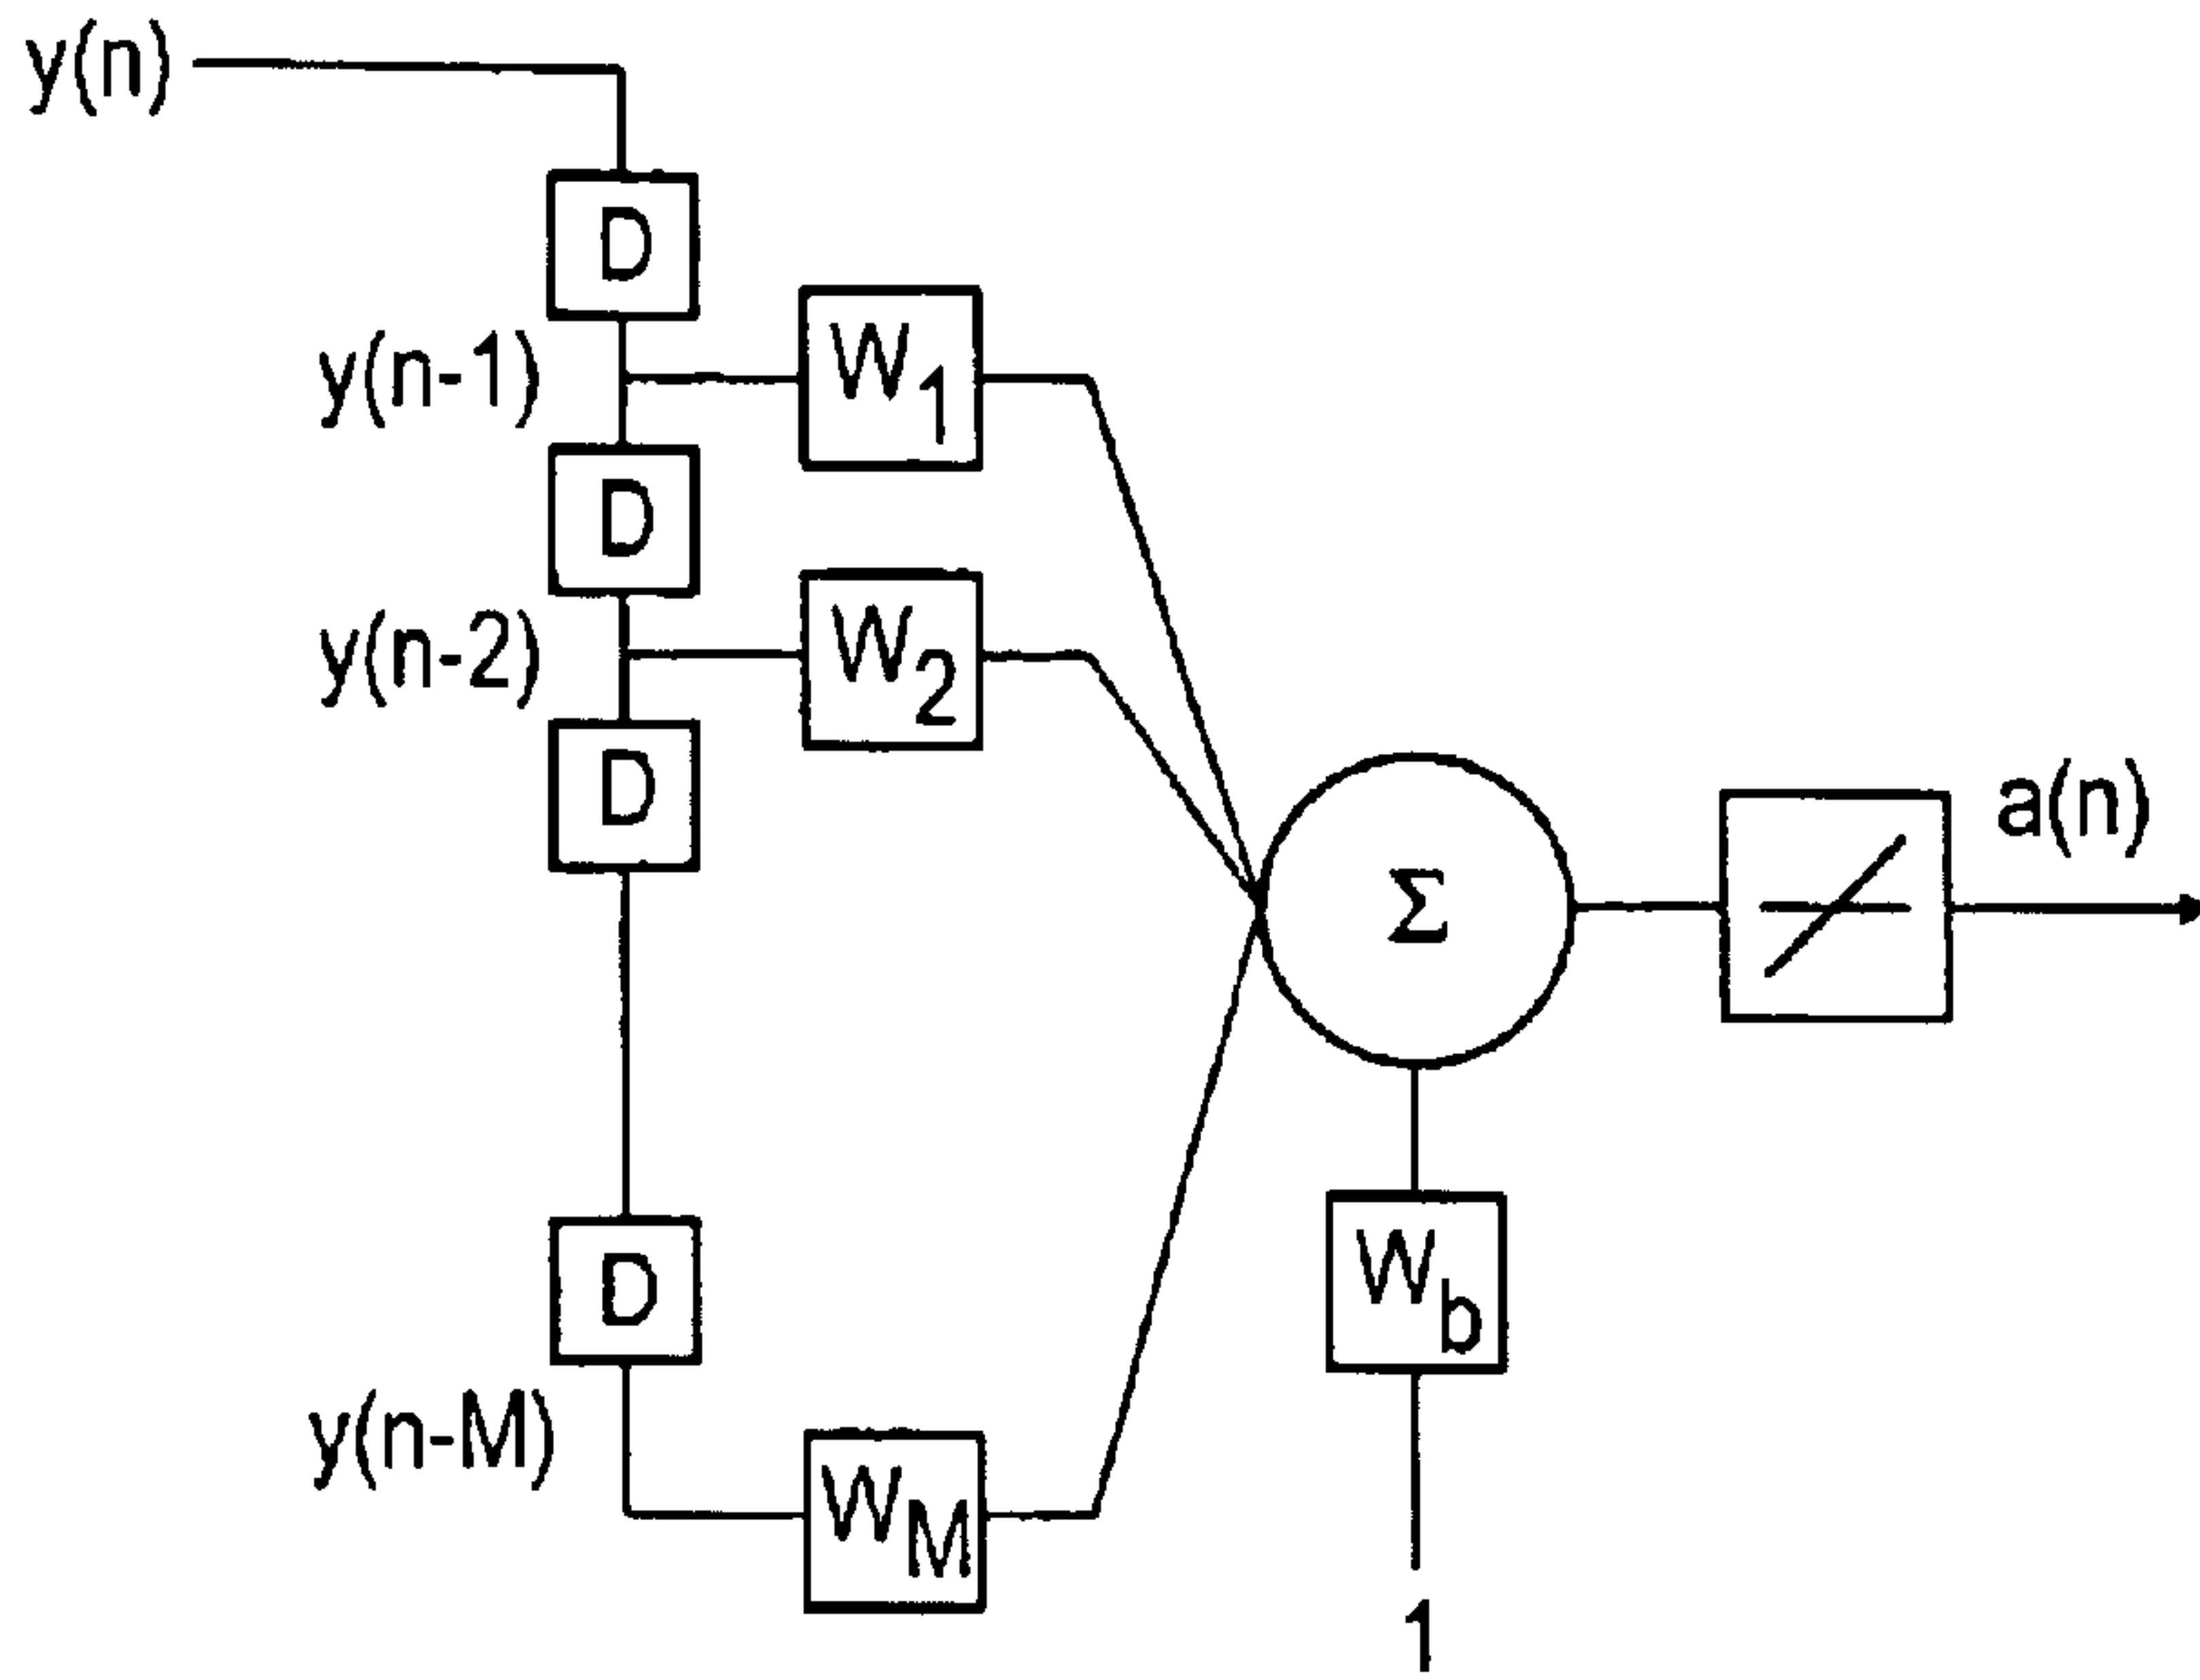 y(n)
D
y(n-1)
W1
D
y(n-2)
W2
D
a(n)
Σ
D
Wb
y(n-M)
WM
1